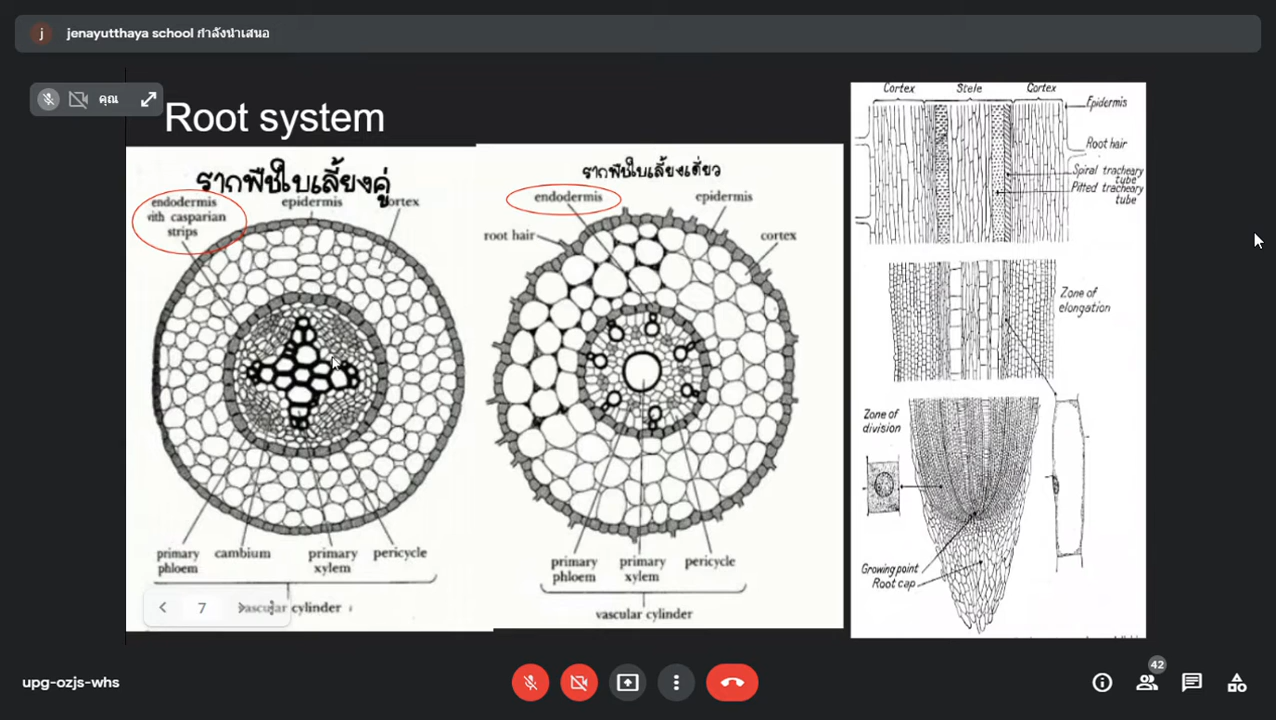 j
jenayutthaya school กำลังนำเสนอ
คุณ
Root system
รากพืชใบเลี้ยงคู่
endodermis
with casparian
strips
epidermis
cortex
primary
phloem
cambium
primary
xylem
pericycle
vascular cylinder
7
รากพืชใบเลี้ยงเดี่ยว
endodermis
epidermis
root hair
cortex
primary
phloem
primary
xylem
pericycle
vascular cylinder
Cortex
Stele
Cortex
Epidermis
Root hair
Spiral tracheary
tube
Pitted tracheary
tube
Zone of
elongation
Zone of
division
Growing point
Root cap
upg-ozjs-whs
42